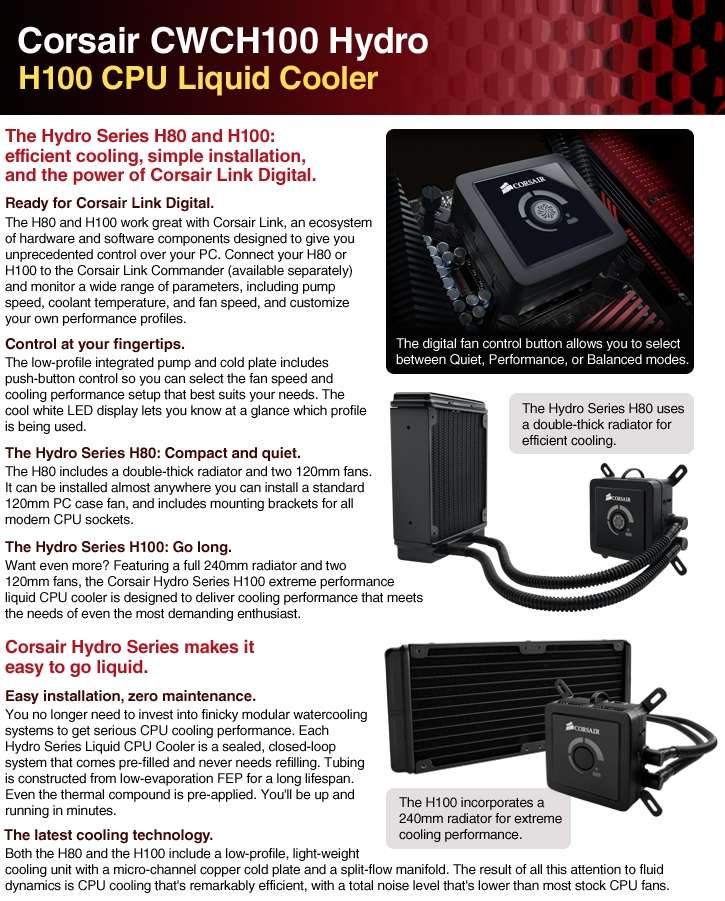 Corsair CWCH100 Hydro
H100 CPU Liquid Cooler
The Hydro Series H80 and H100:
efficient cooling, simple installation,
and the power of Corsair Link Digital.
Ready for Corsair Link Digital.
The H80 and H100 work great with Corsair Link, an ecosystem
of hardware and software components designed to give you
unprecedented control over your PC. Connect your H80 or
H100 to the Corsair Link Commander (available separately)
and monitor a wide range of parameters, including pump
speed, coolant temperature, and fan speed, and customize
your own performance profiles.
CORSAIR
The digital fan control button allows you to select
between Quiet, Performance, or Balanced modes.
Control at your fingertips.
The low-profile integrated pump and cold plate includes
push-button control so you can select the fan speed and
cooling performance setup that best suits your needs. The
cool white LED display lets you know at a glance which profile
is being used.
The Hydro Series H80 uses
a double-thick radiator for
efficient cooling.
CORSAIR
The Hydro Series H80: Compact and quiet.
The H80 includes a double-thick radiator and two 120mm fans.
It can be installed almost anywhere you can install a standard
120mm PC case fan, and includes mounting brackets for all
modern CPU sockets.
The Hydro Series H100: Go long.
Want even more? Featuring a full 240mm radiator and two
120mm fans, the Corsair Hydro Series H100 extreme performance
liquid CPU cooler is designed to deliver cooling performance that meets
the needs of even the most demanding enthusiast.
Corsair Hydro Series makes it
easy to go liquid.
Easy installation, zero maintenance.
You no longer need to invest into finicky modular watercooling
systems to get serious CPU cooling performance. Each
Hydro Series Liquid CPU Cooler is a sealed, closed-loop
system that comes pre-filled and never needs refilling. Tubing
is constructed from low-evaporation FEP for a long lifespan.
Even the thermal compound is pre-applied. You'll be up and
running in minutes.
CORSAIR
The H100 incorporates a
240mm radiator for extreme
cooling performance.
The latest cooling technology.
Both the H80 and the H100 include a low-profile, light-weight
cooling unit with a micro-channel copper cold plate and a split-flow manifold. The result of all this attention to fluid
dynamics is CPU cooling that's remarkably efficient, with a total noise level that's lower than most stock CPU fans.